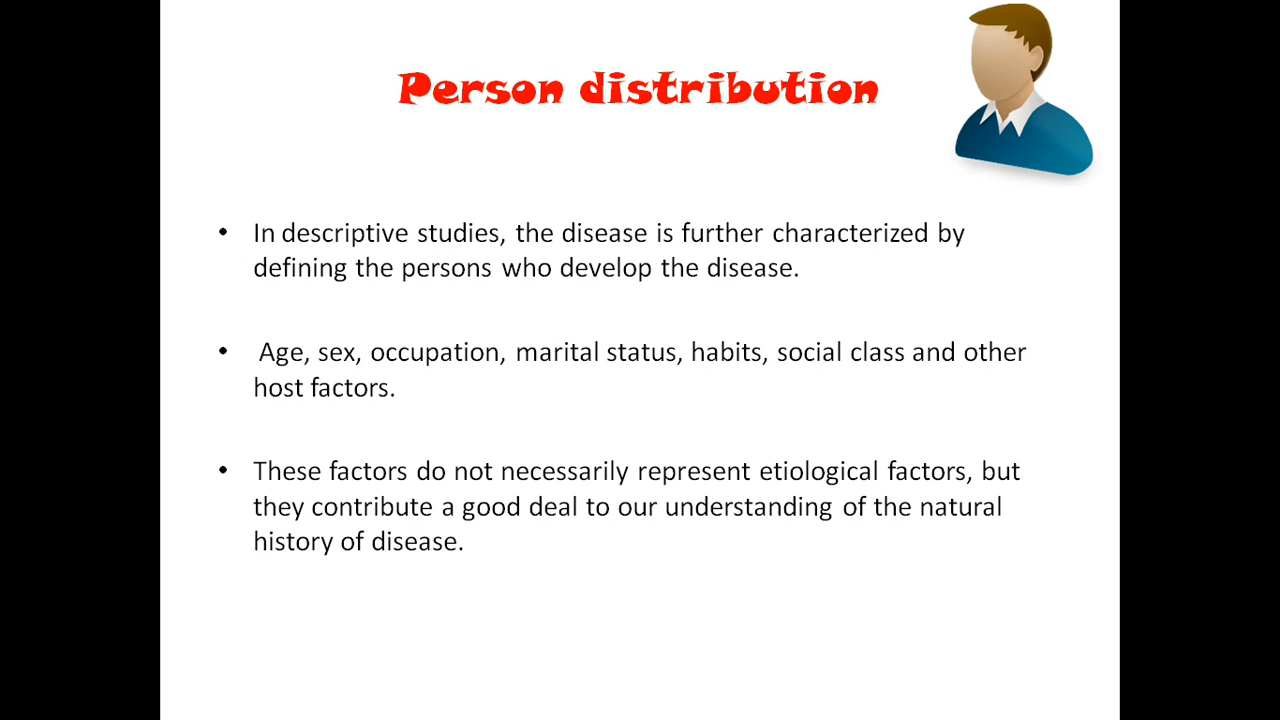 Person distribution
• In descriptive studies, the disease is further characterized by
defining the persons who develop the disease.
• Age, sex, occupation, marital status, habits, social class and other
host factors.
• These factors do not necessarily represent etiological factors, but
they contribute a good deal to our understanding of the natural
history of disease.